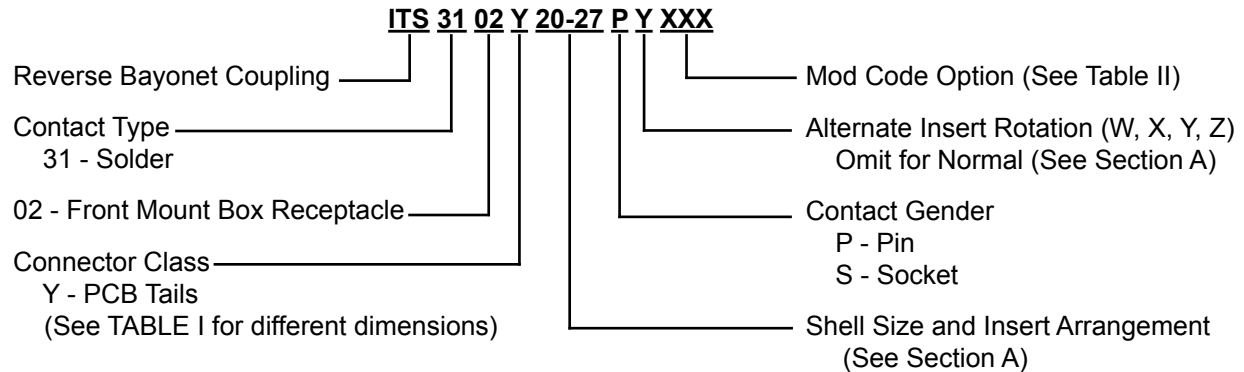 ITS 31 02 Y 20-27 P Y XXX
Reverse Bayonet Coupling
Contact Type
31 - Solder
02 - Front Mount Box Receptacle
Connector Class
Y - PCB Tails
(See TABLE I for different dimensions)
Mod Code Option (See Table II)
Alternate Insert Rotation (W, X, Y, Z)
Omit for Normal (See Section A)
Contact Gender
P - Pin
S - Socket
Shell Size and Insert Arrangement
(See Section A)